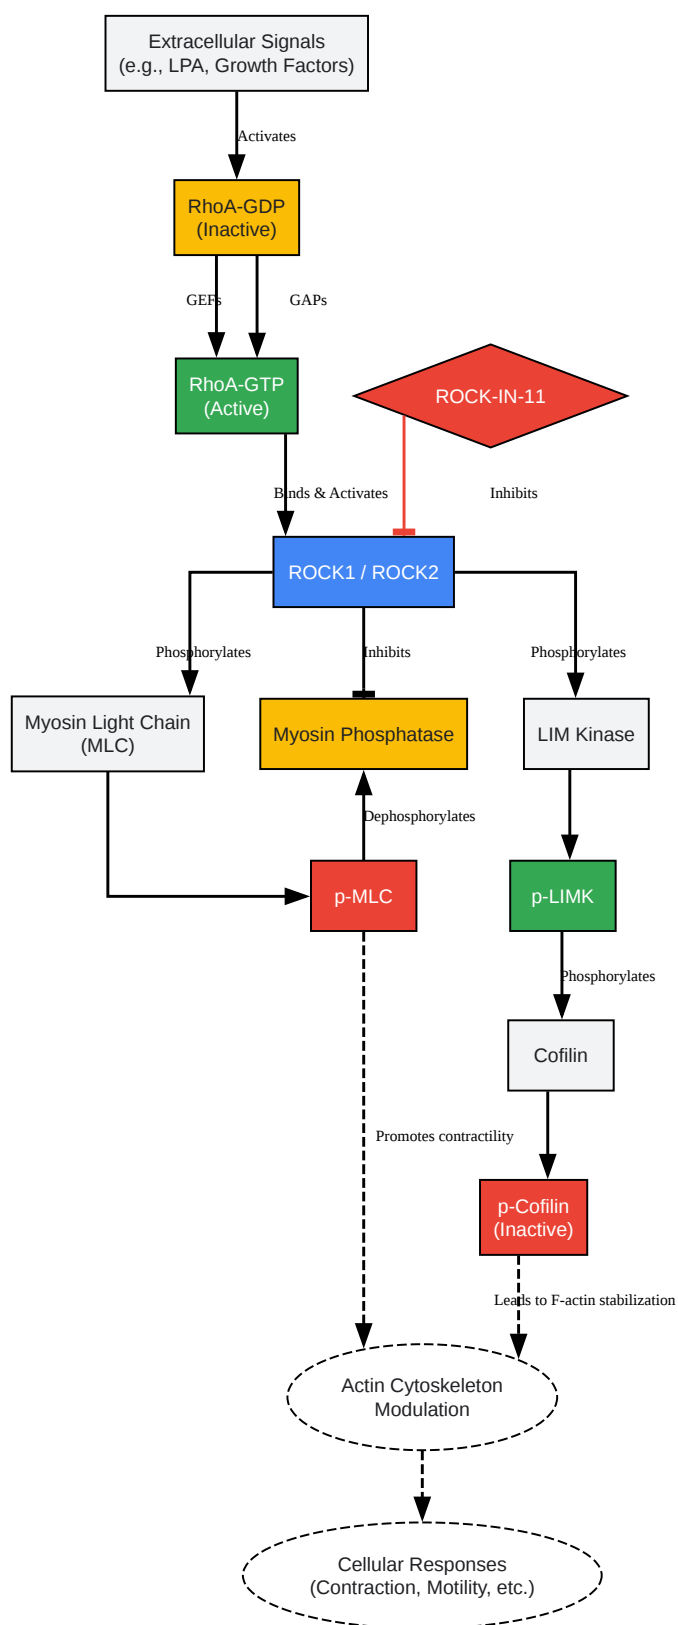 Extracellular Signals
(e.g., LPA, Growth Factors)
Activates
RhoA-GDP
(Inactive)
GEFs
GAPs
RhoA-GTP
(Active)
ROCK-IN-11
Binds & Activates
Inhibits
ROCK1 / ROCK2
Phosphorylates
Inhibits
Phosphorylates
Myosin Light Chain
(MLC)
Myosin Phosphatase
LIM Kinase
Dephosphorylates
p-MLC
p-LIMK
Phosphorylates
Cofilin
Promotes contractility
p-Cofilin
(Inactive)
Leads to F-actin stabilization
Actin Cytoskeleton
Modulation
Cellular Responses
(Contraction, Motility, etc.)